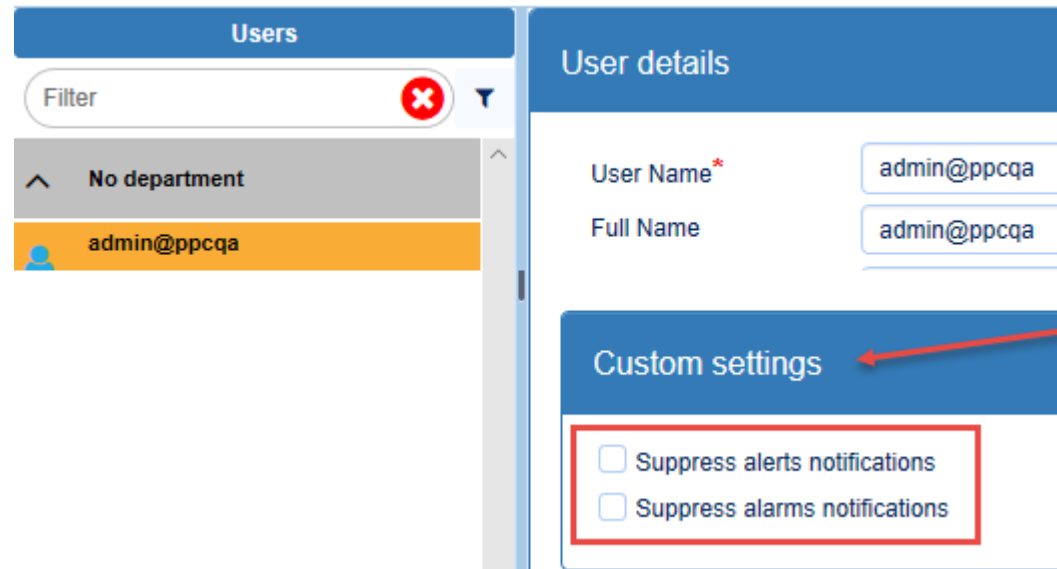 Users
Filter
No department
admin@ppcqa
User details
User Name* admin@ppcqa
Full Name admin@ppcqa
Custom settings
Suppress alerts notifications
Suppress alarms notifications